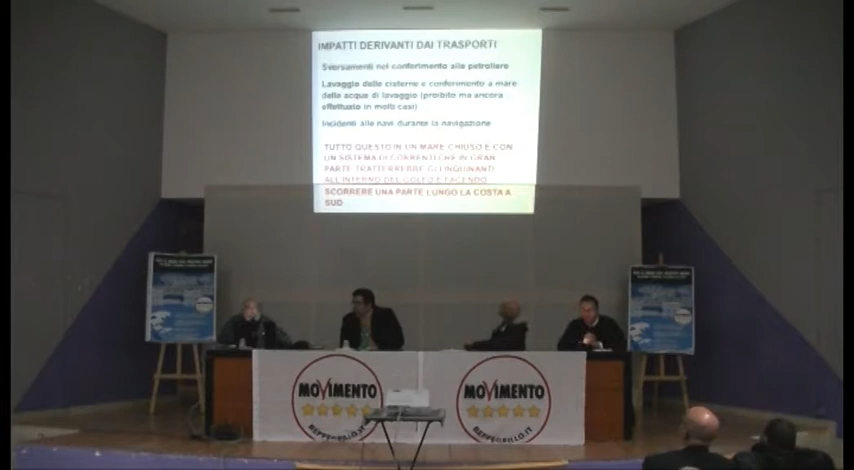 IMPATTI DERIVANTI DAI TRASPORTI
Sversamenti nel conferimento alle petroliere
Lavaggio delle cisterne e conferimento a mare
delle acque di lavaggio (proibito ma ancora
effettuato in molti casi)
Incidenti alle navi durante la navigazione
TUTTO QUESTO IN UN MARE CHIUSO E CON
UN SISTEMA DI CORRENTI CHE IN GRAN
PARTE TRATTERREBBE GLI INQUINANTI
ALL'INTERNO DEL GOLFO E FACENDO
SCORRERE UNA PARTE LUNGO LA COSTA A
SUD
MOVIMENTO
BEPPEGRILLO.IT
MOVIMENTO
BEPPEGRILLO.IT